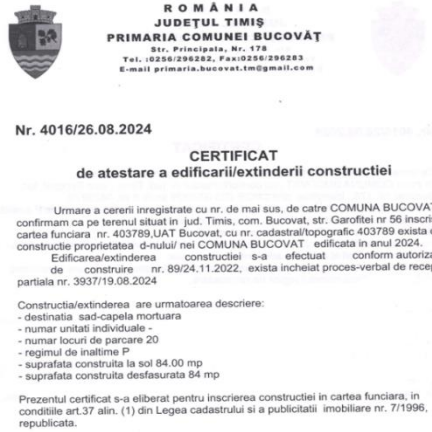 ROMÂNIA
JUDEŢUL TIMIŞ
PRIMARIA COMUNEI BUCOVĂŢ
Str. Principala, Nr. 178
Tel. :0256/296282, Fax:0256/296283
E-mail primaria.bucovat.tm@gmail.com
Nr. 4016/26.08.2024
CERTIFICAT
de atestare a edificarii/extinderii constructiei
Urmare a cererii inregistrate cu nr. de mai sus, de catre COMUNA BUCOVAT
confirmam ca pe terenul situat in jud. Timis, com. Bucovat, str. Garofitei nr 56 inscris
cartea funciara nr. 403789,UAT Bucovat, cu nr. cadastral/topografic 403789 exista
constructie proprietatea d-nului/ nei COMUNA BUCOVAT edificata in anul 2024.
Edificarea/extinderea constructiei s-a efectuat conform
de construire nr. 89/24.11.2022, exista incheiat proces-verbal de
partiala nr. 3937/19.08.2024
Constructia/extinderea are urmatoarea descriere:
- destinatia sad-capela mortuara
- numar unitati individuale -
- numar locuri de parcare 20
- regimul de inaltime P
- suprafata construita la sol 84.00 mp
- suprafata construita desfasurata 84 mp
Prezentul certificat s-a eliberat pentru inscrierea constructiei in cartea funciara, in
conditiile art.37 alin. (1) din Legea cadastrului si a publicitatii imobiliare nr. 7/1996,
republicata.